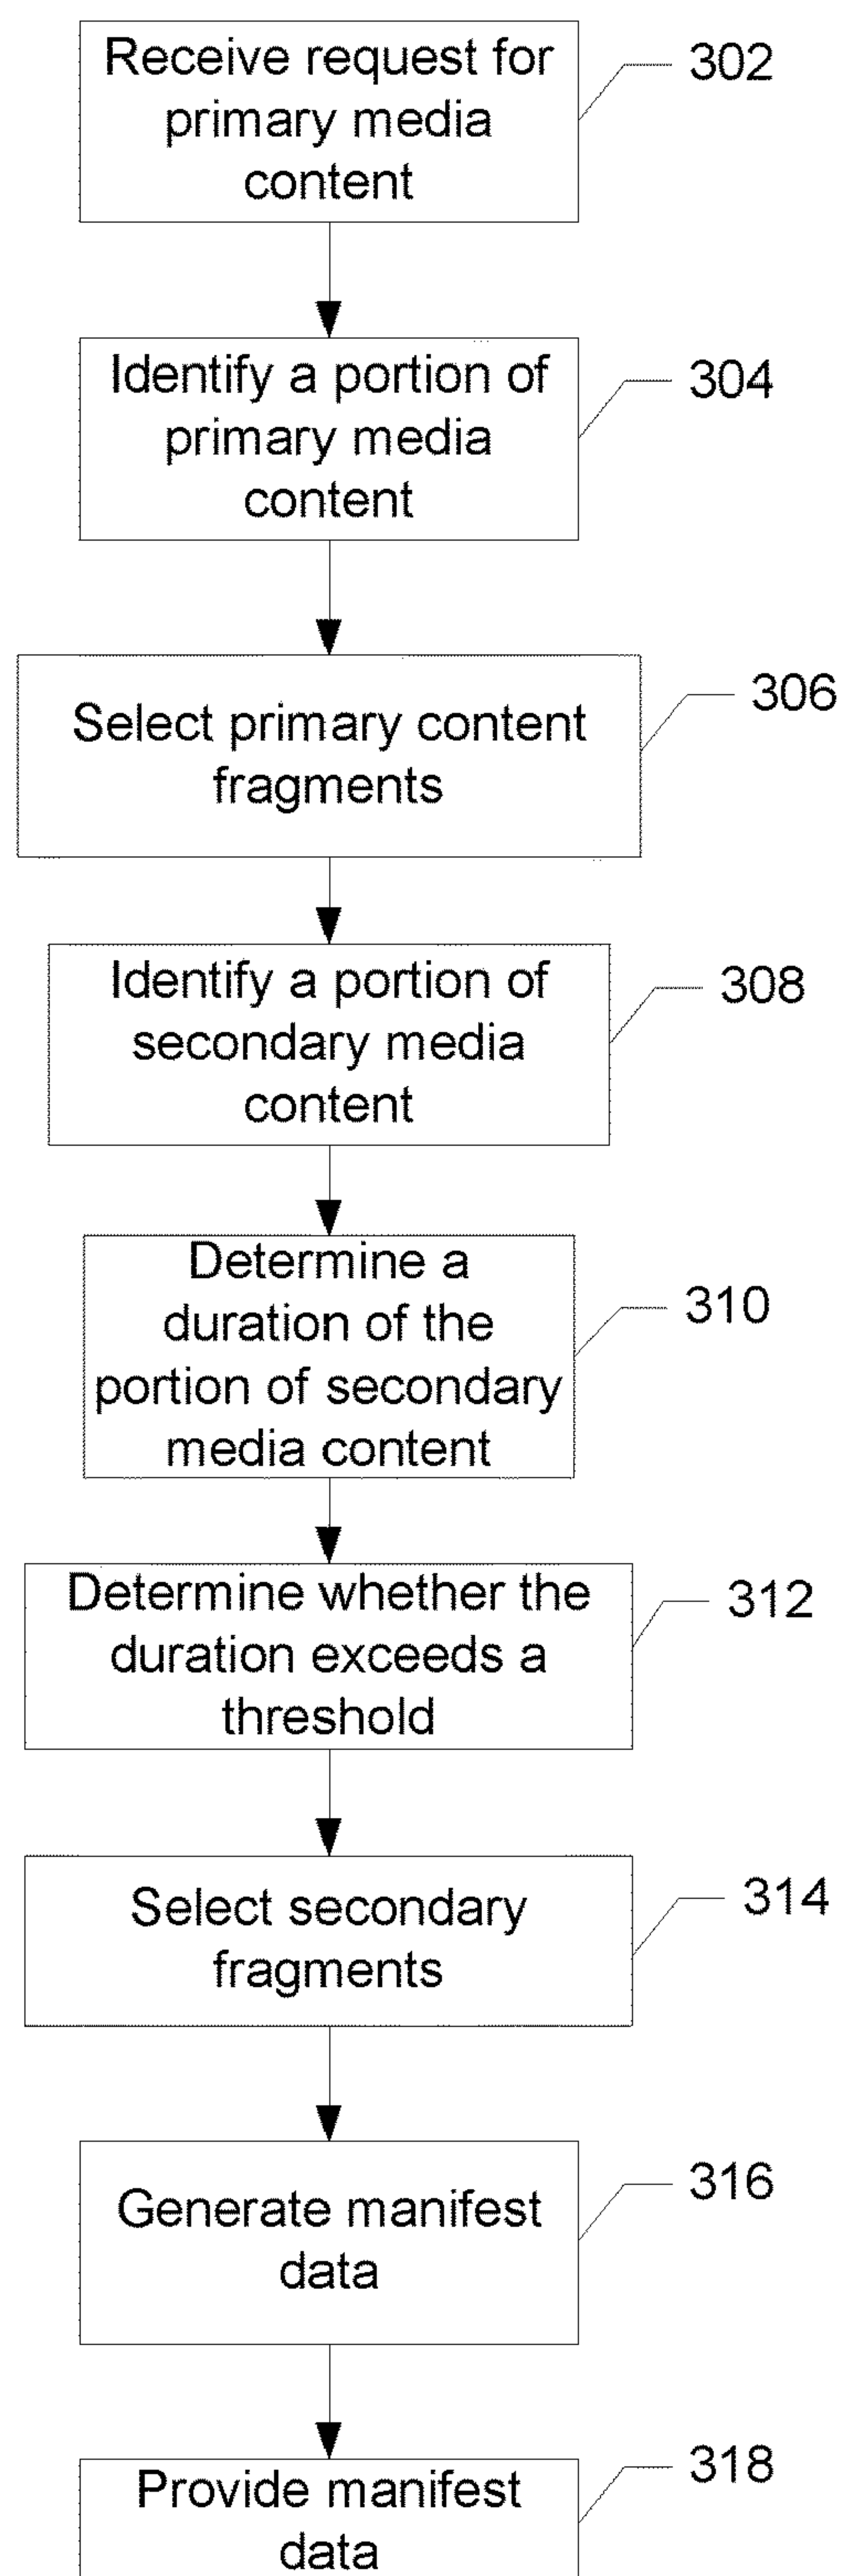 Receive request for
primary media
content
302
Identify a portion of
primary media
content
304
Select primary content
fragments
306
Identify a portion of
secondary media
content
308
Determine a
duration of the
portion of secondary
media content
310
Determine whether the
duration exceeds a
threshold
312
Select secondary
fragments
314
Generate manifest
data
316
Provide manifest
data
318